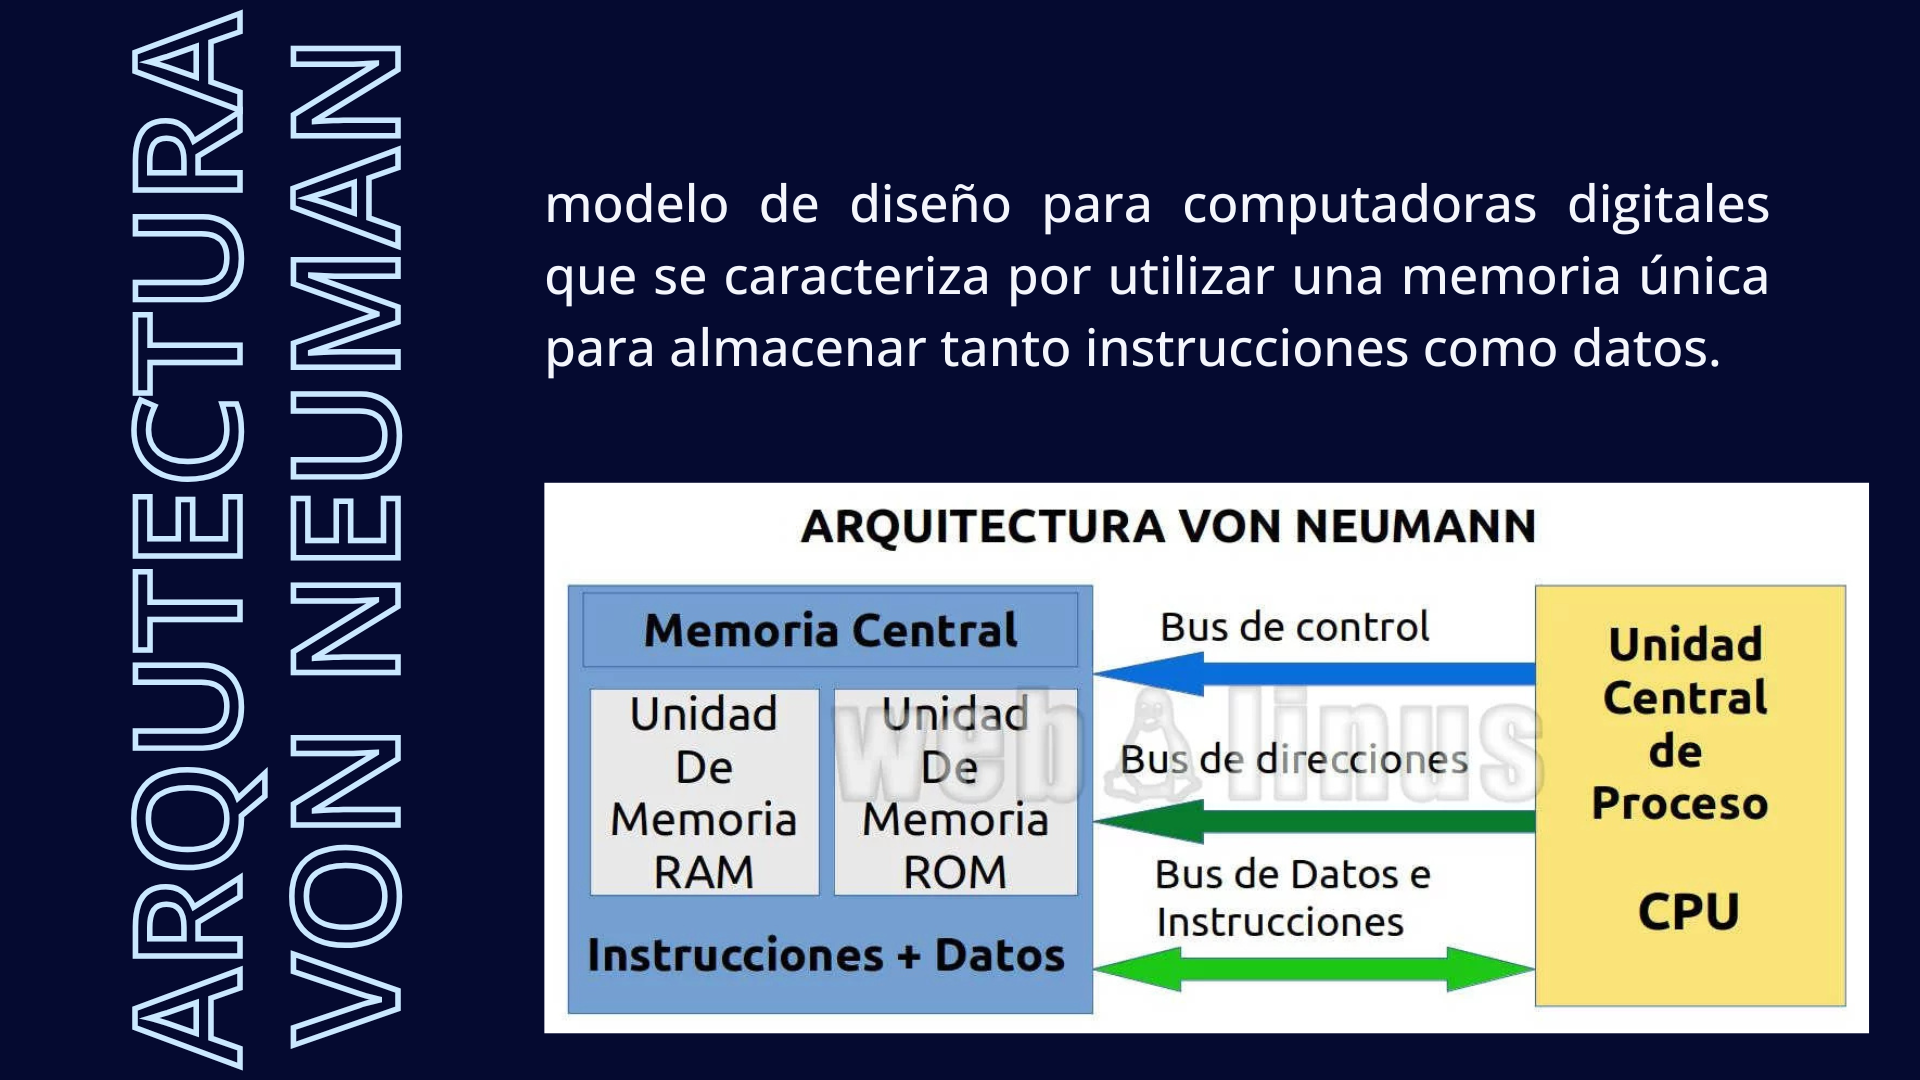 ARQUTECTURA
VON NEUMAN
modelo de diseño para computadoras digitales
que se caracteriza por utilizar una memoria única
para almacenar tanto instrucciones como datos.
ARQUITECTURA VON NEUMANN
Memoria Central
Unidad
De
Memoria
RAM
Unidad
De
Memoria
ROM
Instrucciones + Datos
Bus de control
Bus de direcciones
Bus de Datos e
Instrucciones
Unidad
Central
de
Proceso
CPU
web linus